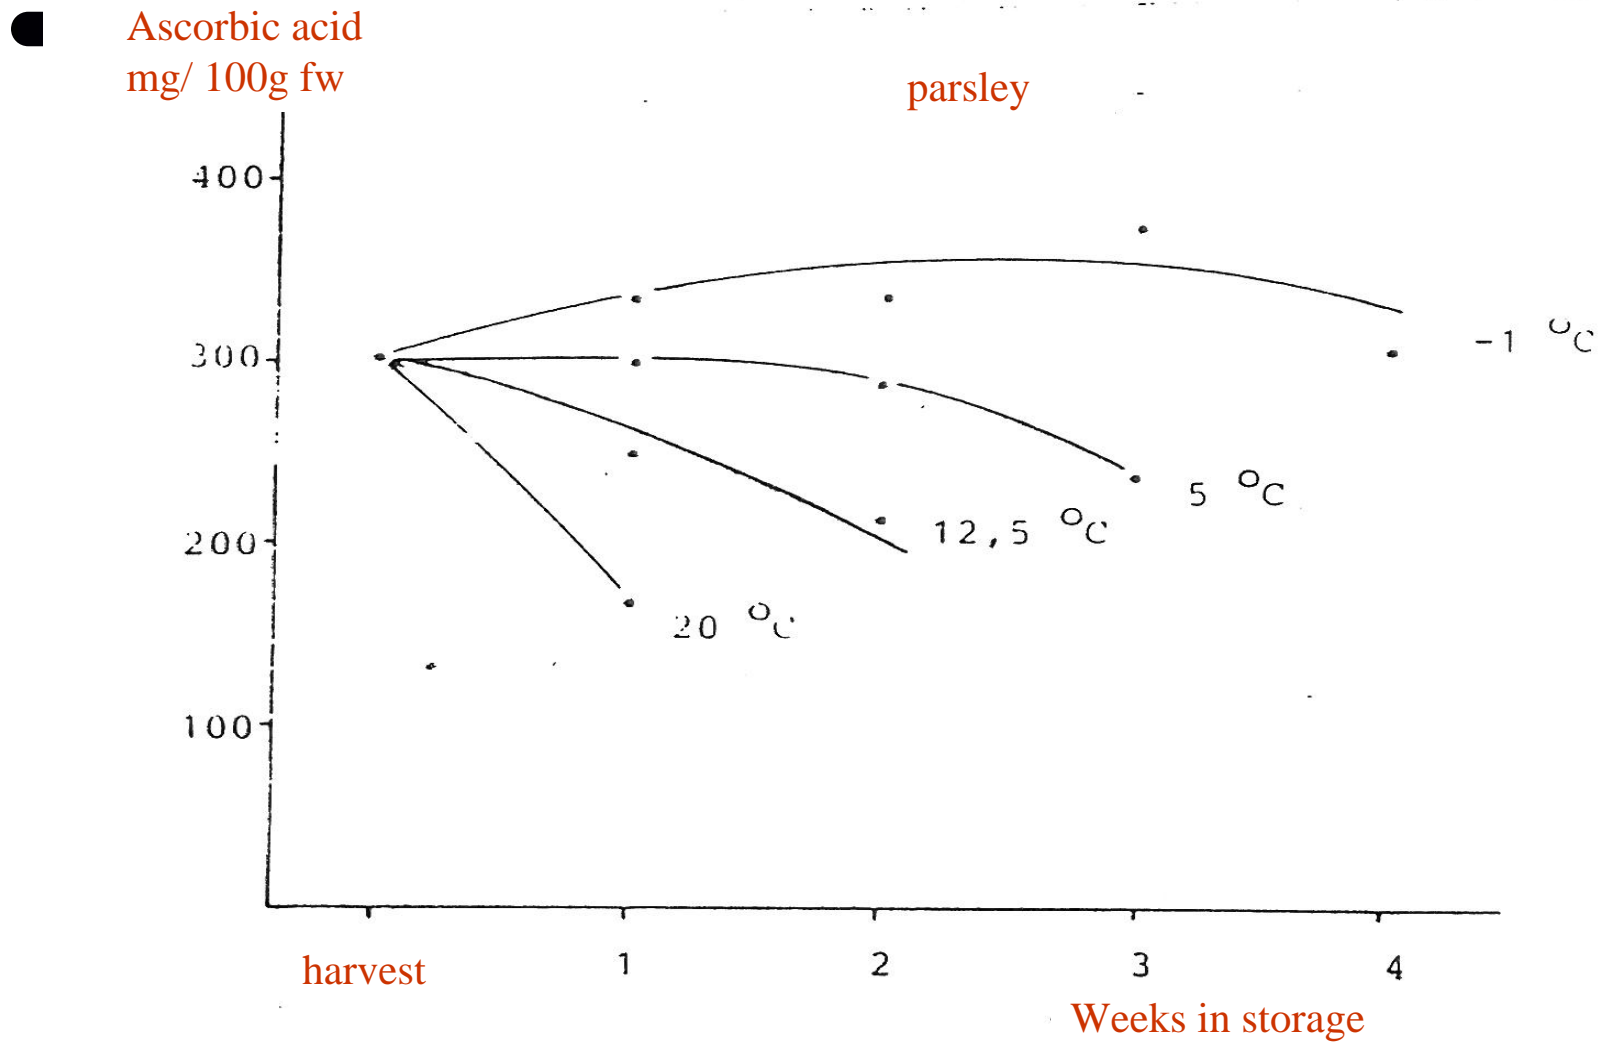 Ascorbic acid
mg/ 100g fw
parsley
400
300
200
100
-1 °C
5 °C
12,5 °C
20 °C
harvest
1
2
3
4
Weeks in storage